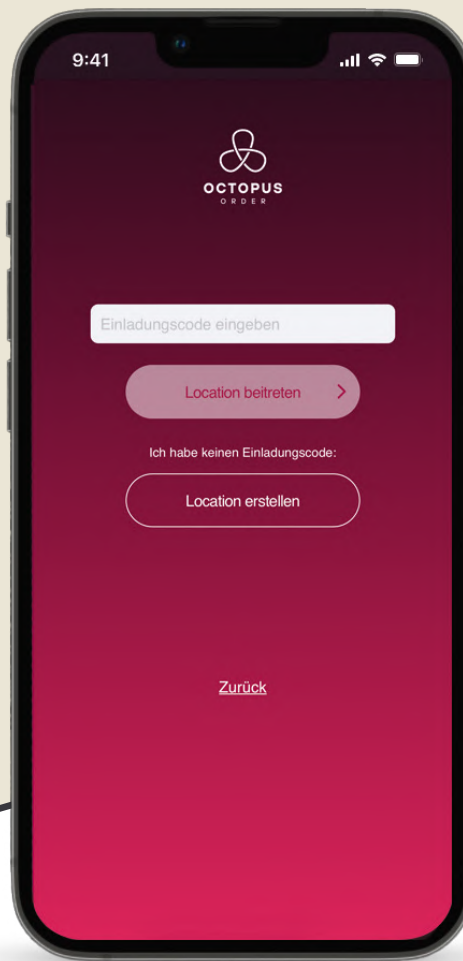 9:41
OCTOPUS
ORDER
Einladungscode eingeben
Location beitreten
Ich habe keinen Einladungscode:
Location erstellen
Zurück